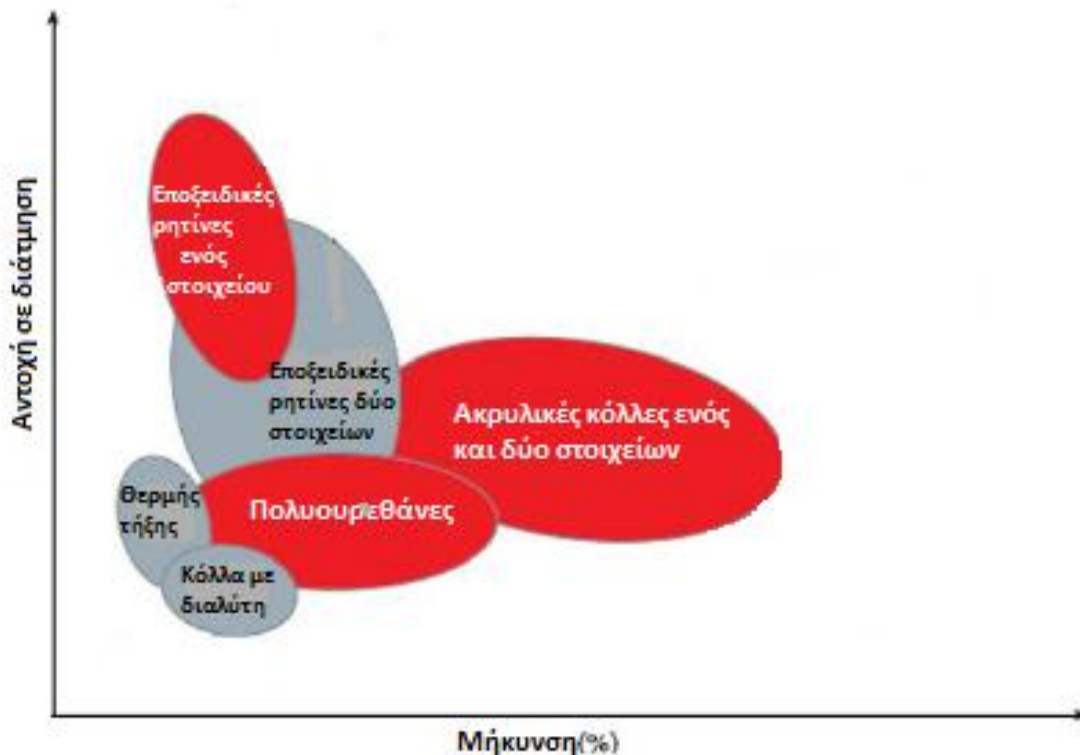 Αντοχή σε διάτμηση
Εποξειδικές
ρητίνες
ενός
στοιχείου
Εποξειδικές
ρητίνες δύο
στοιχείων
Ακρυλικές κόλλες ενός
και δύο στοιχείων
Θερμής
τήξης
Πολυουρεθάνες
Κόλλα με
διαλύτη
Μήκυνση(%)